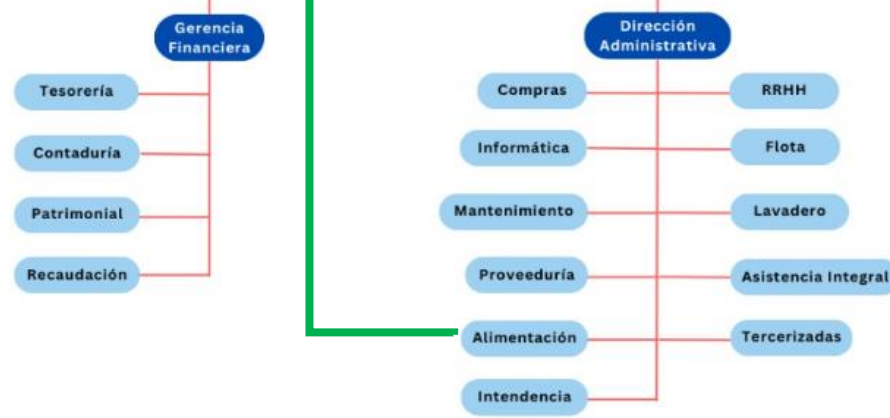 Gerencia
Financiera
Tesorería
Contaduría
Patrimonial
Recaudación
Dirección
Administrativa
Compras
RRHH
Informática
Flota
Mantenimiento
Lavadero
Proveeduría
Asistencia Integral
Alimentación
Tercerizadas
Intendencia